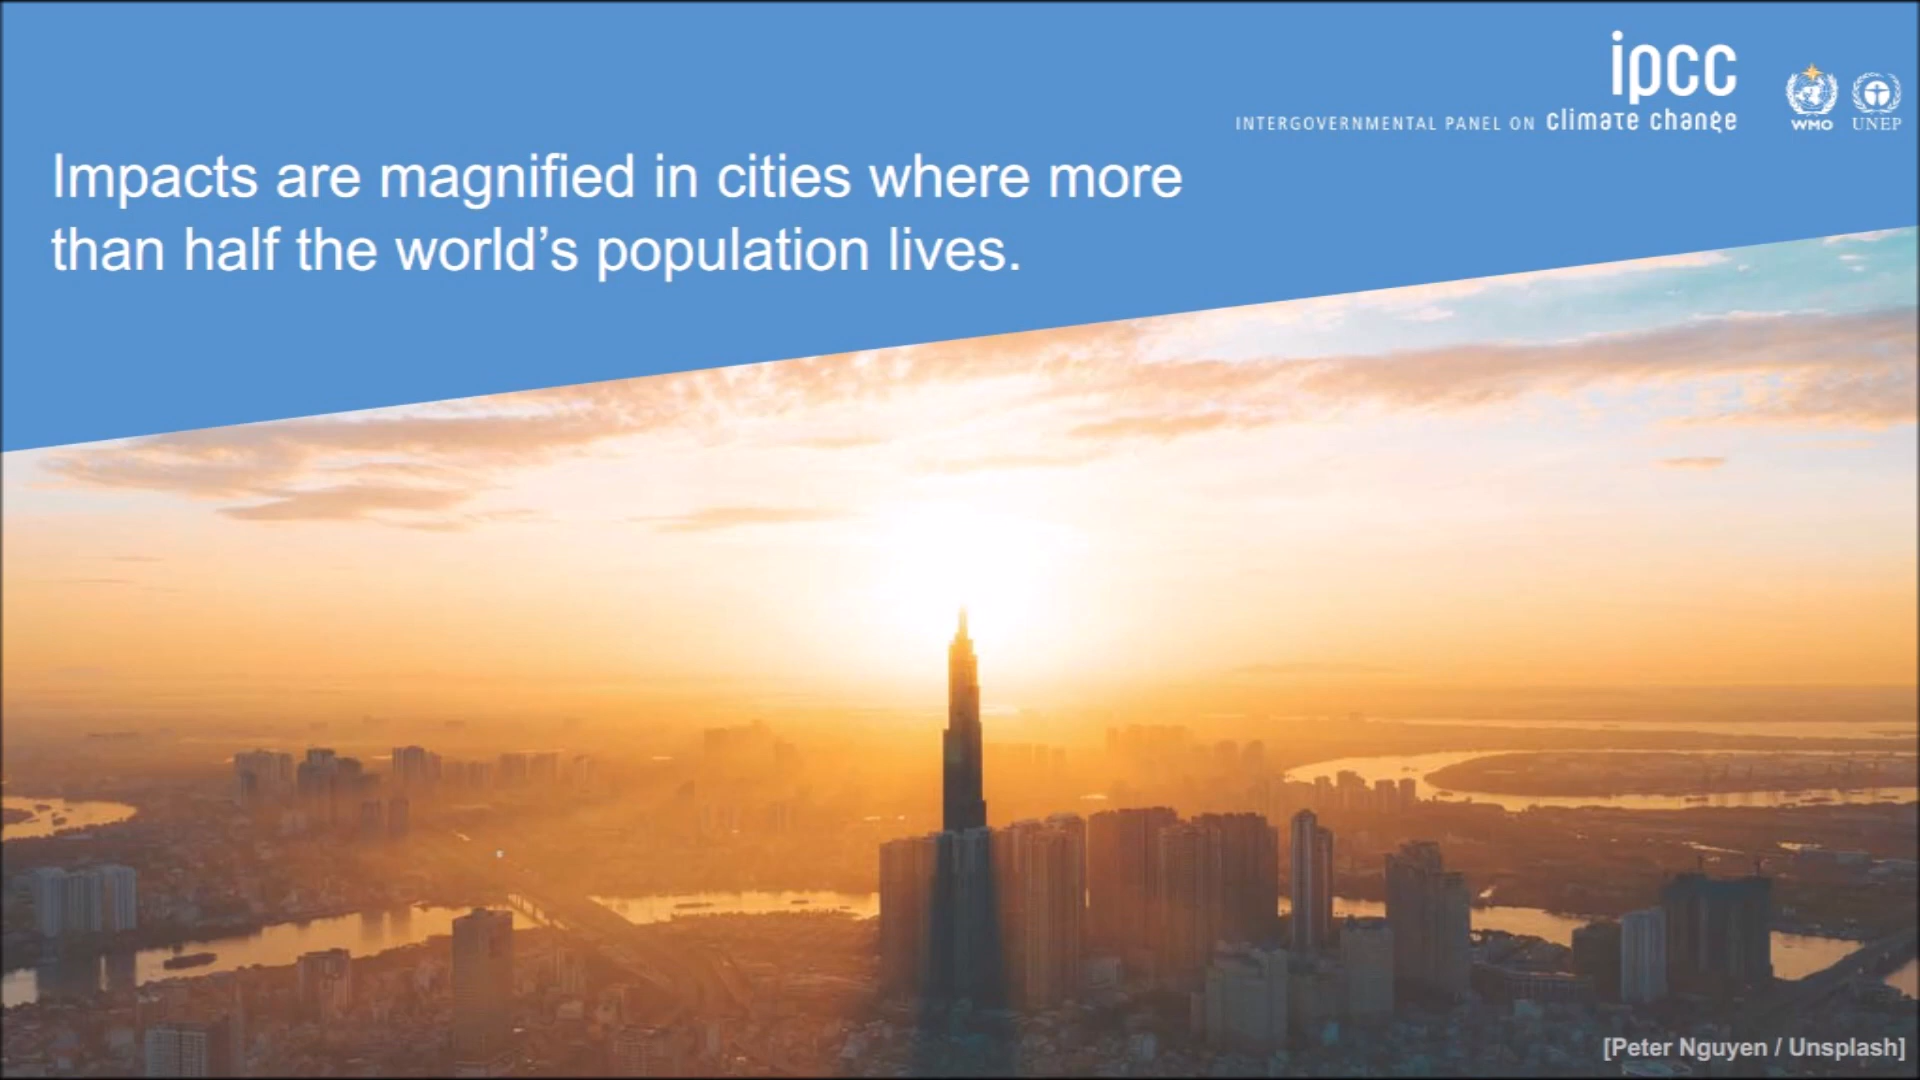 ipcc
INTERGOVERNMENTAL PANEL ON climate change
WMO
UNEP
Impacts are magnified in cities where more
than half the world’s population lives.
[Peter Nguyen / Unsplash]